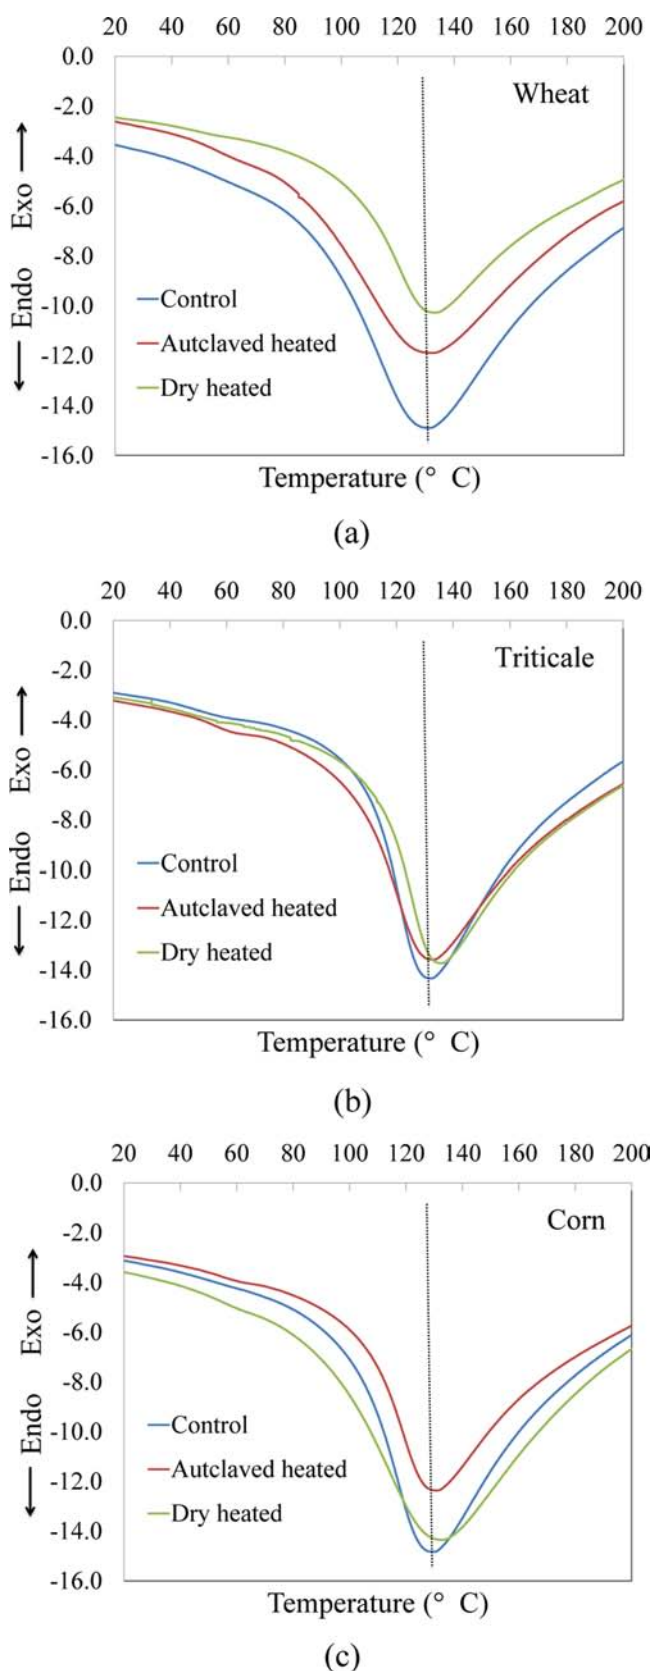 20 40 60 80 100 120 140 160 180 200
0.0
Wheat
-2.0
-4.0
-6.0
-8.0
-10.0
-12.0
-14.0
-16.0
Endo Exo
Control
Autclaved heated
Dry heated
Temperature (° C)
(a)
20 40 60 80 100 120 140 160 180 200
0.0
Triticale
-2.0
-4.0
-6.0
-8.0
-10.0
-12.0
-14.0
-16.0
Endo Exo
Control
Autclaved heated
Dry heated
Temperature (° C)
(b)
20 40 60 80 100 120 140 160 180 200
0.0
Corn
-2.0
-4.0
-6.0
-8.0
-10.0
-12.0
-14.0
-16.0
Endo Exo
Control
Autclaved heated
Dry heated
Temperature (° C)
(c)